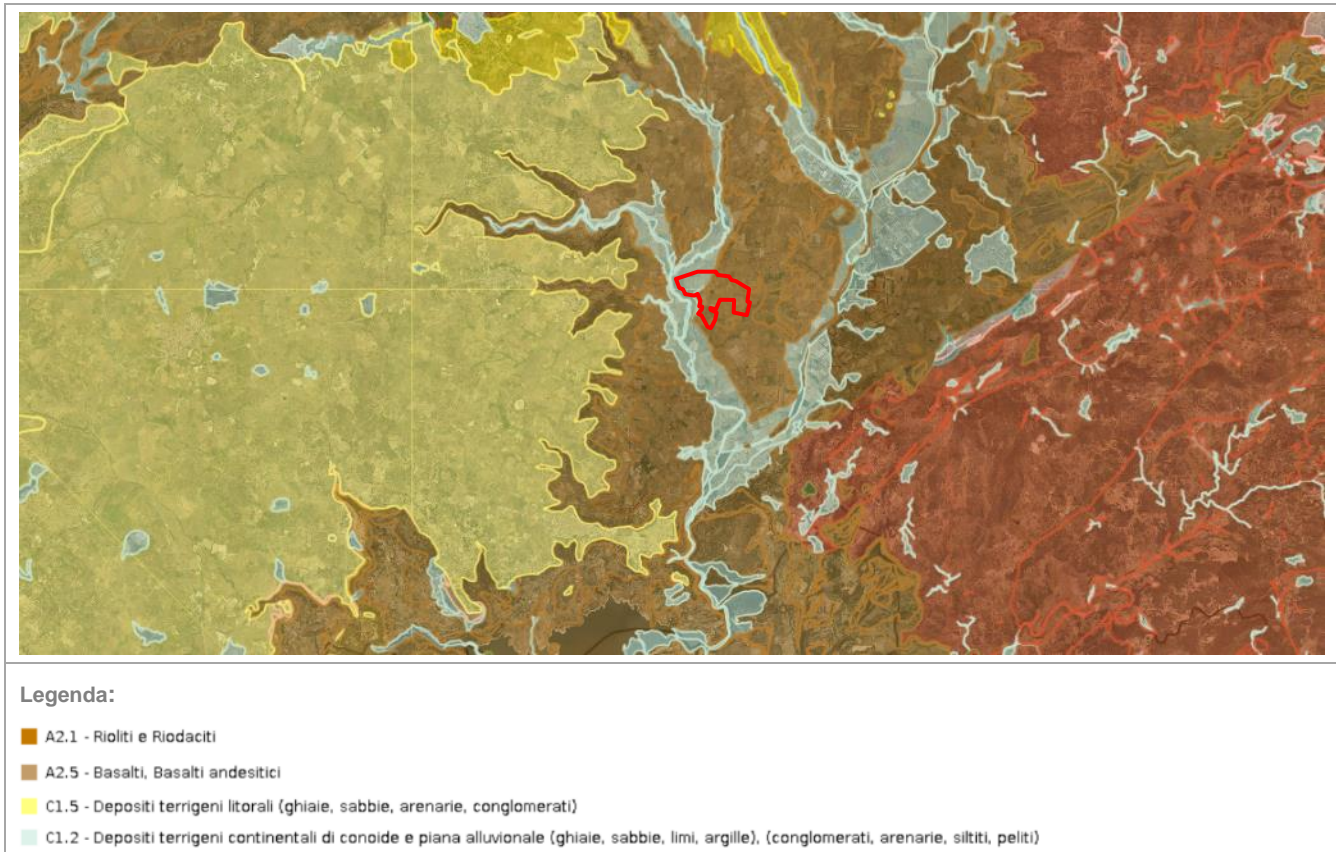 Legenda:
A2.1 - Rioliti e Riodaciti
A2.5 - Basalti, Basalti andesitici
C1.5 - Depositi terrigeni litorali (ghiaie, sabbie, arenarie, conglomerati)
C1.2 - Depositi terrigeni continentali di conoide e piana alluvionale (ghiaie, sabbie, limi, argille), (conglomerati, arenarie, siltiti, peliti)